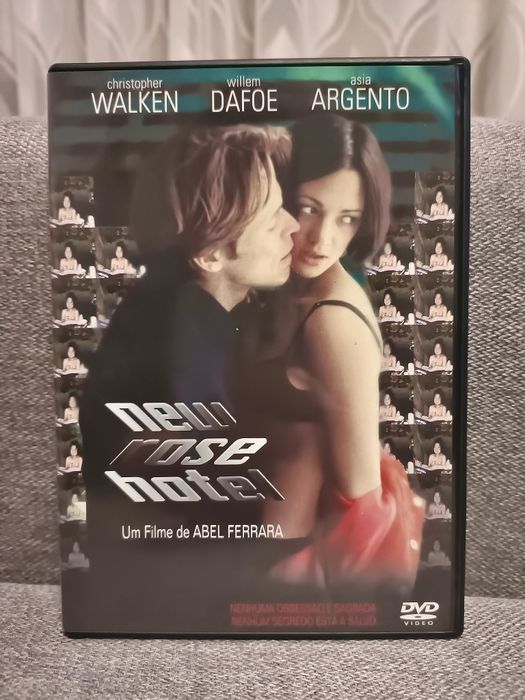 christopher willem asia
WALKEN DAFOE ARGENTO
new
rose
hotel
Um Filme de ABEL FERRARA
NENHUMA OBSESSÃO É SAGRADA
NENHUM SEGREDO ESTÁ A SALVO
DVD
VIDEO